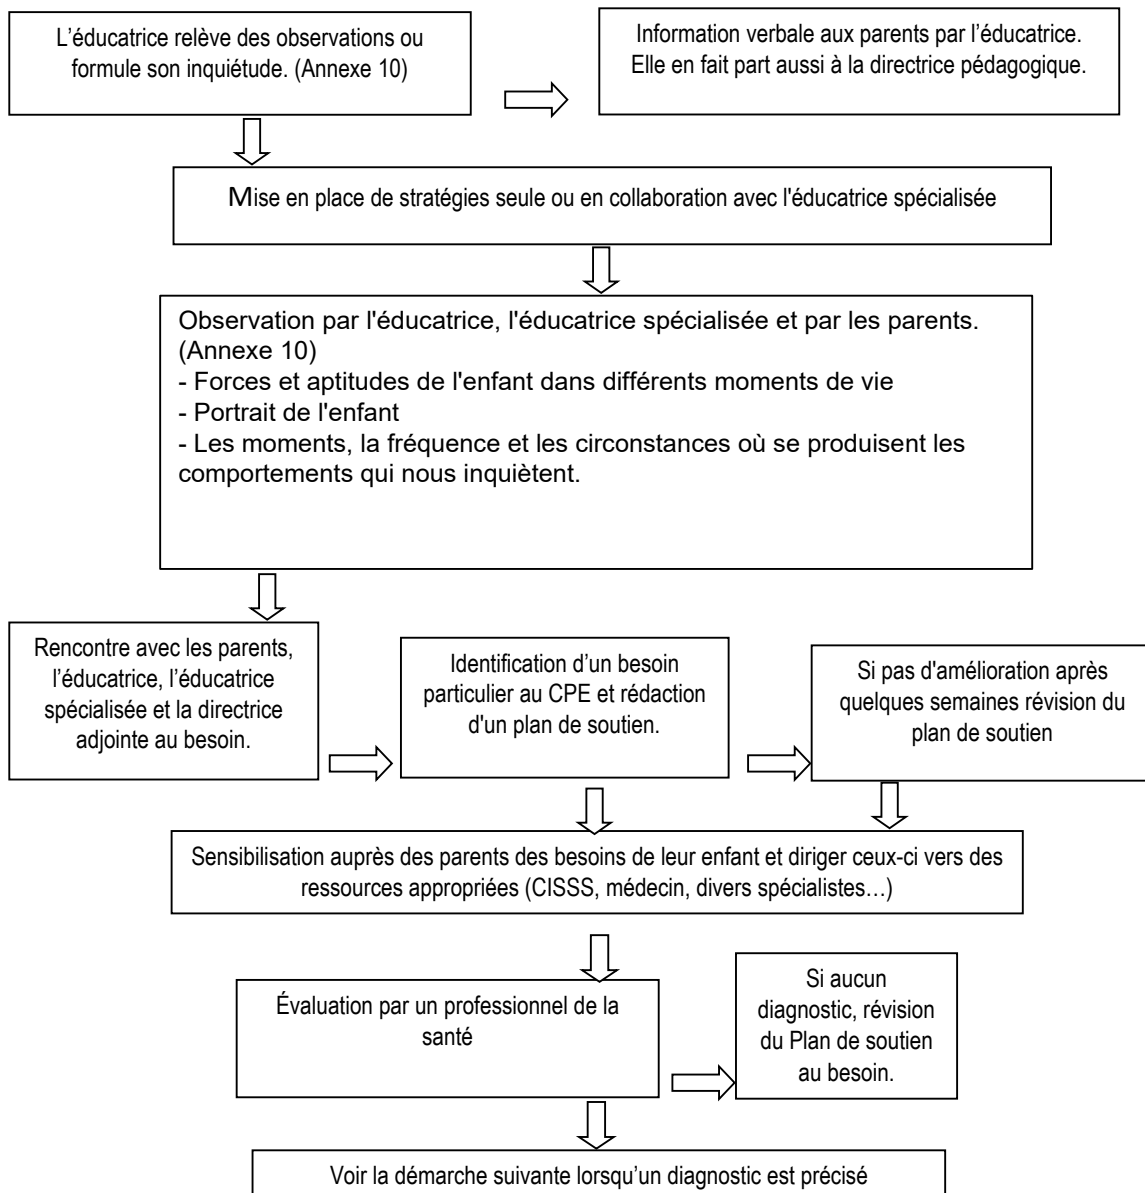 L'éducatrice relève des observations ou
formule son inquiétude. (Annexe 10)
Information verbale aux parents par l'éducatrice.
Elle en fait part aussi à la directrice pédagogique.
Mise en place de stratégies seule ou en collaboration avec l'éducatrice spécialisée
Observation par l'éducatrice, l'éducatrice spécialisée et par les parents.
(Annexe 10)
- Forces et aptitudes de l'enfant dans différents moments de vie
- Portrait de l'enfant
- Les moments, la fréquence et les circonstances où se produisent les
comportements qui nous inquiètent.
Rencontre avec les parents,
l'éducatrice, l'éducatrice
spécialisée et la directrice
adjointe au besoin.
Identification d'un besoin
particulier au CPE et rédaction
d'un plan de soutien.
Si pas d'amélioration après
quelques semaines révision du
plan de soutien
Sensibilisation auprès des parents des besoins de leur enfant et diriger ceux-ci vers des
ressources appropriées (CISSS, médecin, divers spécialistes…)
Évaluation par un professionnel de la
santé
Si aucun
diagnostic, révision
du Plan de soutien
au besoin.
Voir la démarche suivante lorsqu'un diagnostic est précisé